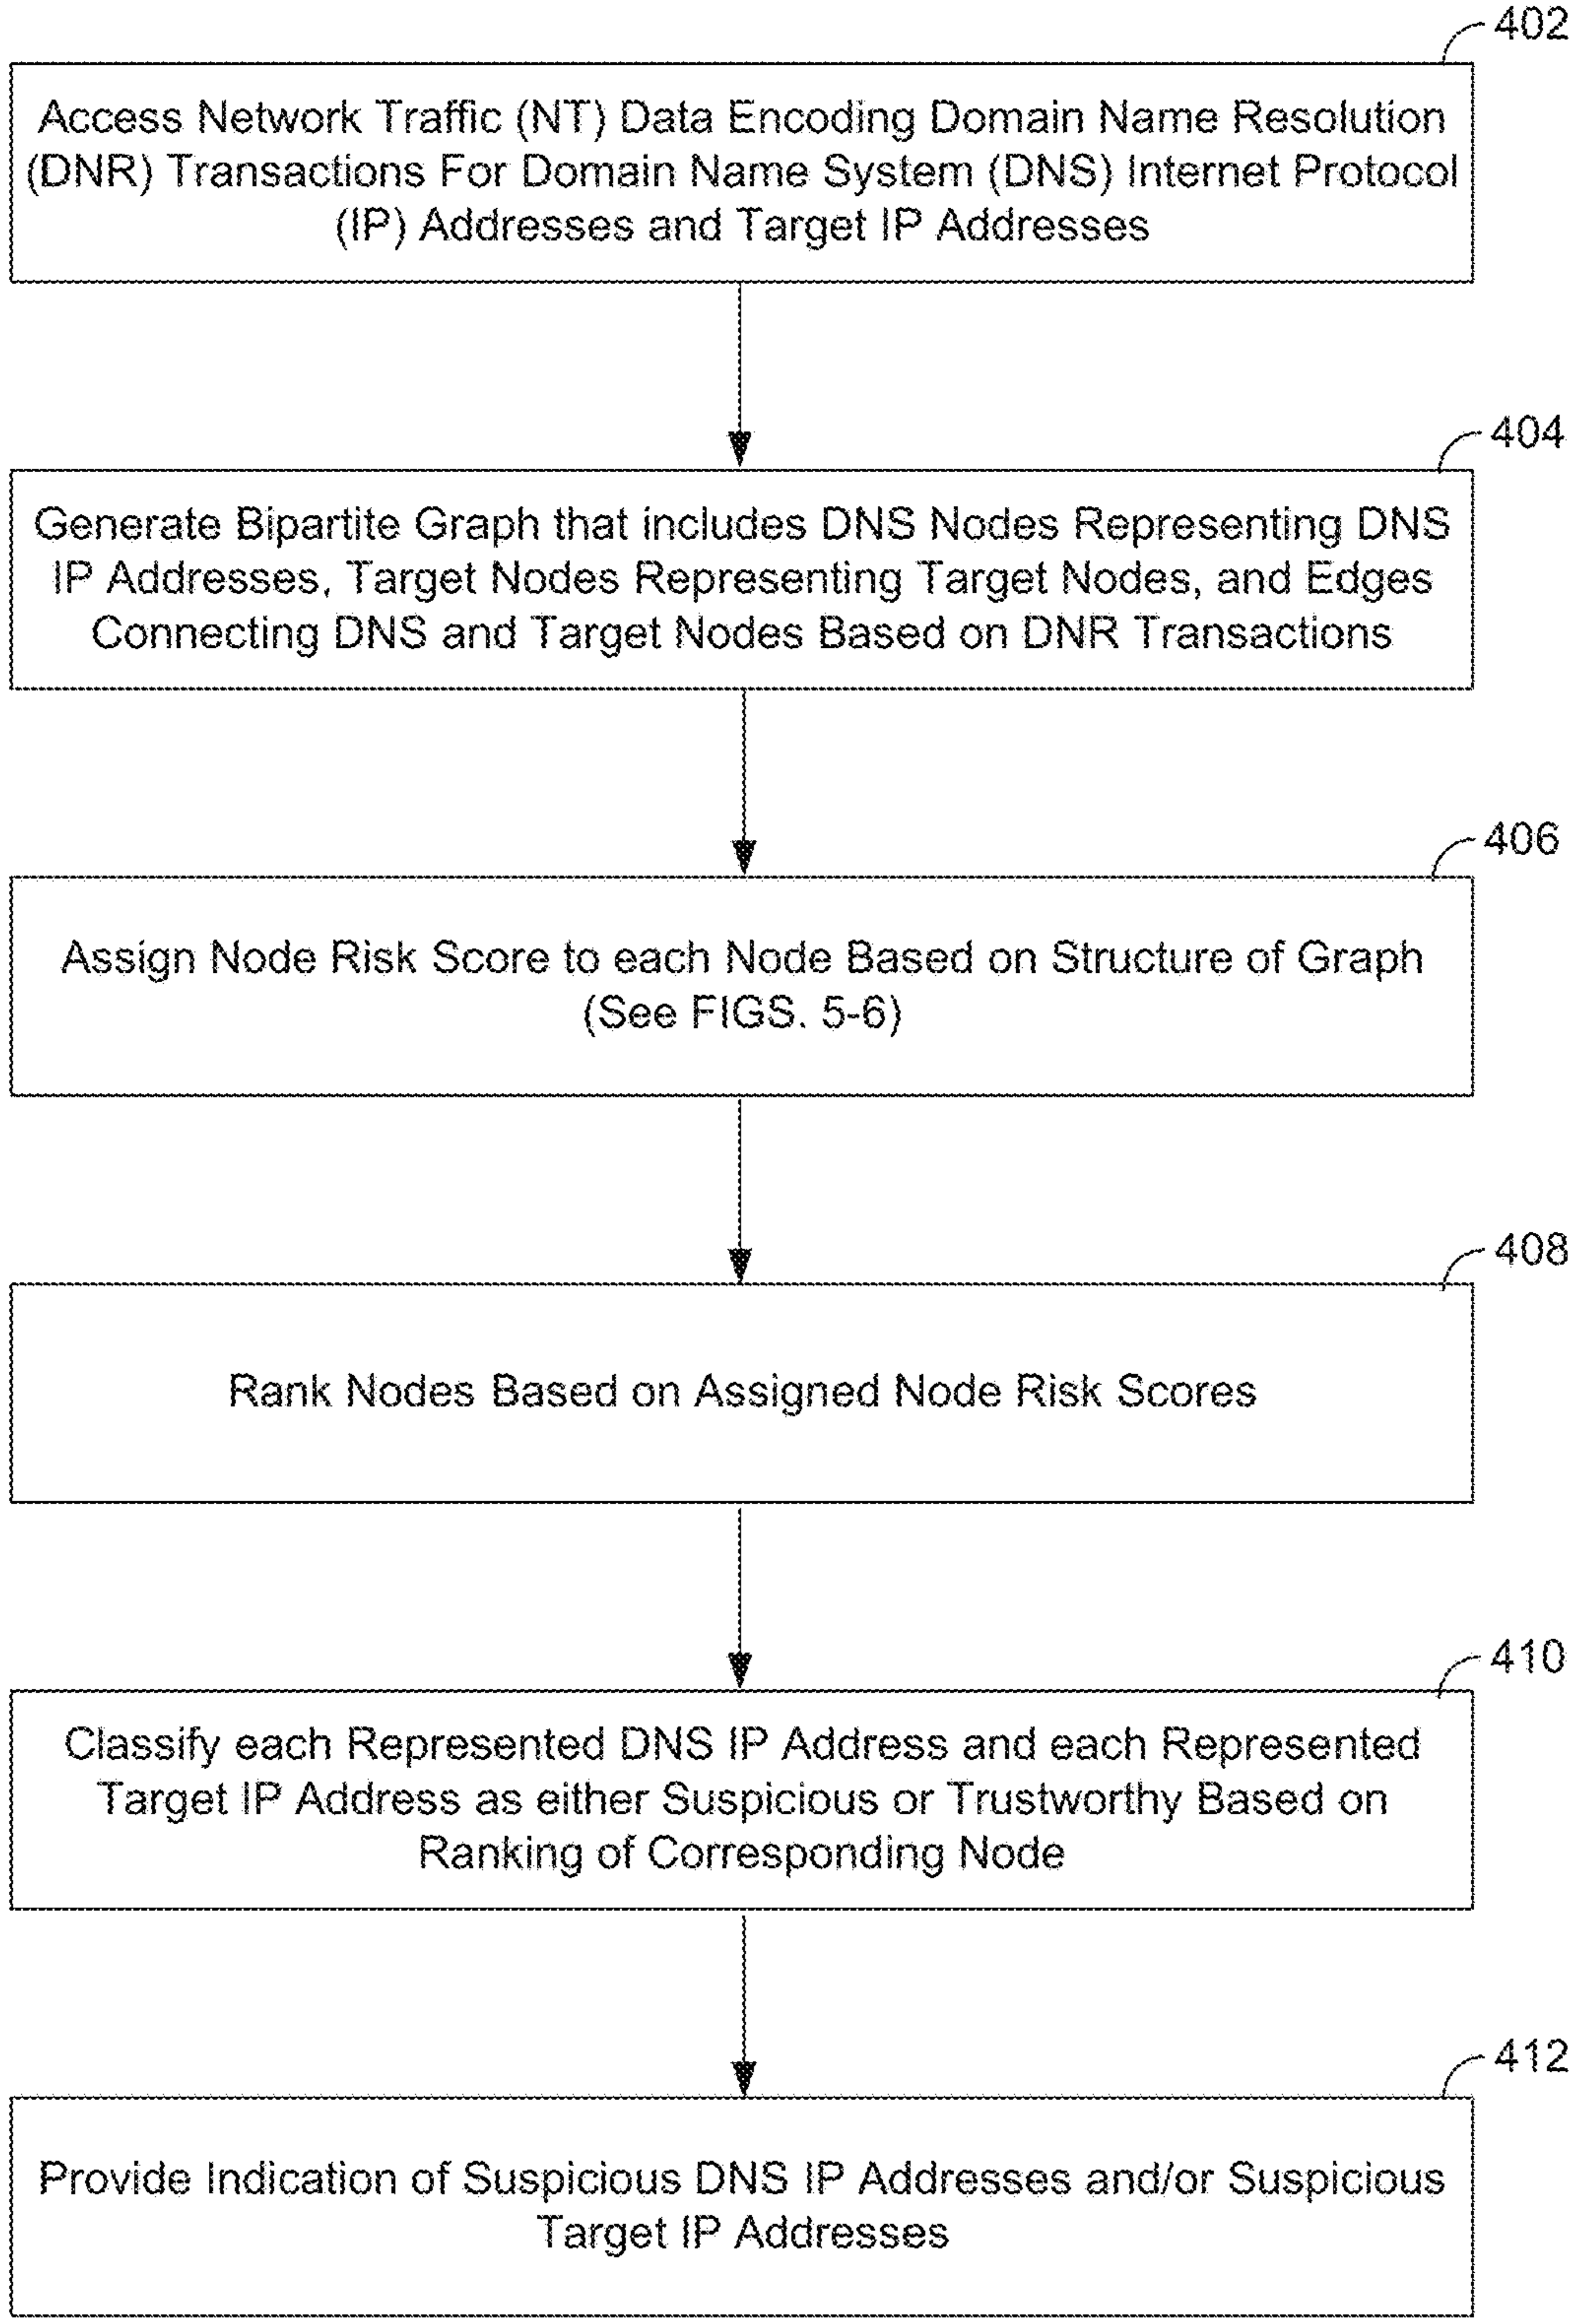 402
Access Network Traffic (NT) Data Encoding Domain Name Resolution
(DNR) Transactions For Domain Name System (DNS) Internet Protocol
(IP) Addresses and Target IP Addresses
404
Generate Bipartite Graph that includes DNS Nodes Representing DNS
IP Addresses, Target Nodes Representing Target Nodes, and Edges
Connecting DNS and Target Nodes Based on DNR Transactions
406
Assign Node Risk Score to each Node Based on Structure of Graph
(See FIGS. 5-6)
408
Rank Nodes Based on Assigned Node Risk Scores
410
Classify each Represented DNS IP Address and each Represented
Target IP Address as either Suspicious or Trustworthy Based on
Ranking of Corresponding Node
412
Provide Indication of Suspicious DNS IP Addresses and/or Suspicious
Target IP Addresses